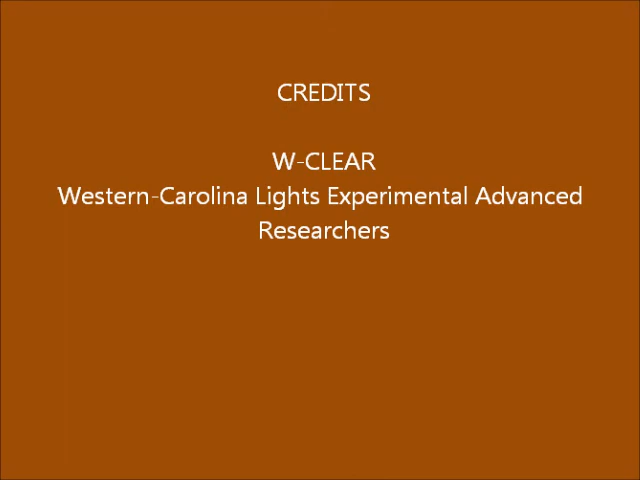 CREDITS
W-CLEAR
Western-Carolina Lights Experimental Advanced
Researchers